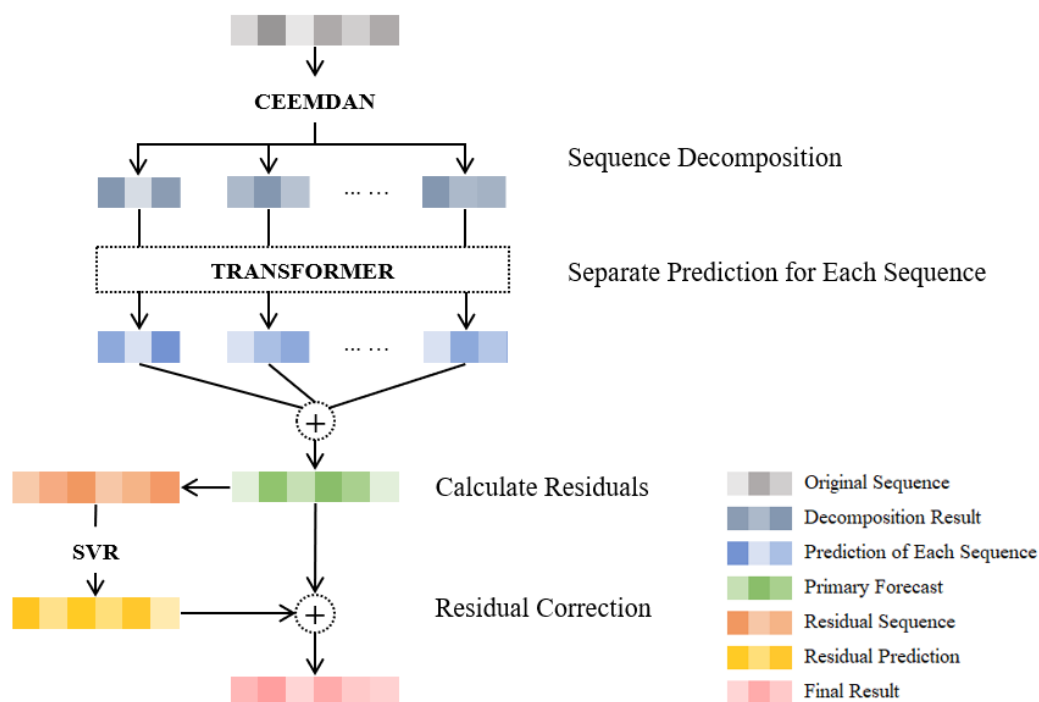 CEEMDAN
Sequence Decomposition
... ...
TRANSFORMER
Separate Prediction for Each Sequence
... ...
+
Calculate Residuals
SVR
Residual Correction
+
Original Sequence
Decomposition Result
Prediction of Each Sequence
Primary Forecast
Residual Sequence
Residual Prediction
Final Result